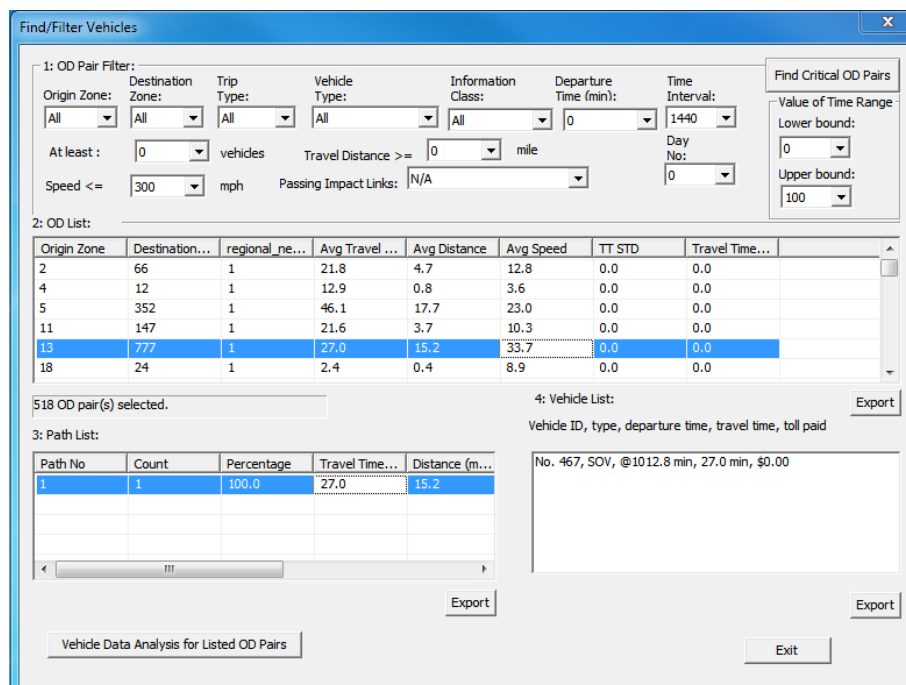 Find/Filter Vehicles
x
1: OD Pair Filter:
Origin Zone: Destination Zone: Trip Type: Vehicle Type: Information Class: Departure Time (min): Time Interval:
All All All All All 0 1440
Find Critical OD Pairs
Value of Time Range
Lower bound:
0
Upper bound:
100
At least : 0 vehicles Travel Distance >= 0 mile Day No: 0
Speed <= 300 mph Passing Impact Links: N/A
2: OD List:
Origin Zone Destination... regional_ne... Avg Travel ... Avg Distance Avg Speed TT STD Travel Time...
2 66 1 21.8 4.7 12.8 0.0 0.0
4 12 1 12.9 0.8 3.6 0.0 0.0
5 352 1 46.1 17.7 23.0 0.0 0.0
11 147 1 21.6 3.7 10.3 0.0 0.0
13 777 1 27.0 15.2 33.7 0.0 0.0
18 24 1 2.4 0.4 8.9 0.0 0.0
518 OD pair(s) selected.
3: Path List:
Path No Count Percentage Travel Time... Distance (m...
1 1 100.0 27.0 15.2
Export
4: Vehicle List:
Export
Vehicle ID, type, departure time, travel time, toll paid
No. 467, SOV, @1012.8 min, 27.0 min, $0.00
Export
Vehicle Data Analysis for Listed OD Pairs
Exit